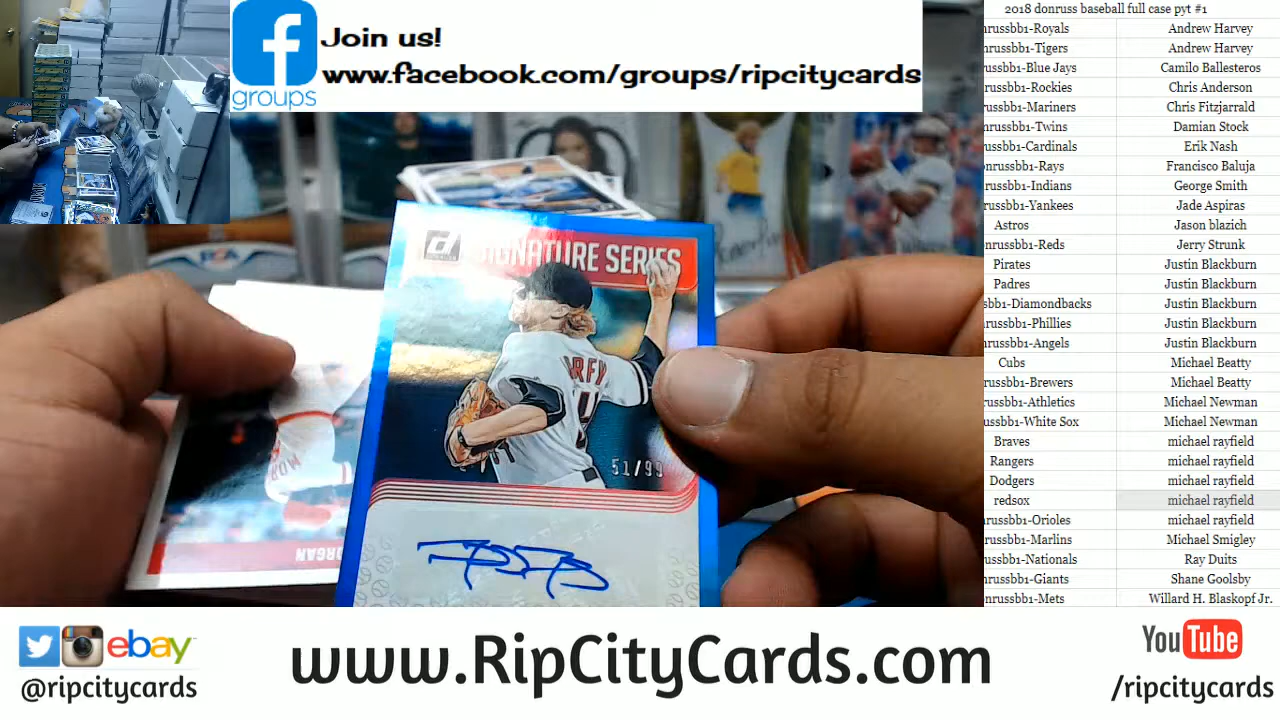 Join us!
www.facebook.com/groups/ripcitycards
groups
SIGNATURE SERIES
51/99
www.RipCityCards.com
ebay
@ripcitycards
YouTube
/ripcitycards
2018 donruss baseball full case pyt #1
nrussbb1-Royals Andrew Harvey
nrussbb1-Tigers Andrew Harvey
russbb1-Blue Jays Camilo Ballesteros
nrussbb1-Rockies Chris Anderson
russbb1-Mariners Chris Fitzjarrald
nrussbb1-Twins Damian Stock
russbb1-Cardinals Erik Nash
onrussbb1-Rays Francisco Baluja
nrussbb1-Indians George Smith
russbb1-Yankees Jade Aspiras
Astros Jason blazich
onrussbb1-Reds Jerry Strunk
Pirates Justin Blackburn
Padres Justin Blackburn
sbb1-Diamondbacks Justin Blackburn
russbb1-Phillies Justin Blackburn
nrussbb1-Angels Justin Blackburn
Cubs Michael Beatty
russbb1-Brewers Michael Beatty
russbb1-Athletics Michael Newman
ussbb1-White Sox Michael Newman
Braves michael rayfield
Rangers michael rayfield
Dodgers michael rayfield
redsox michael rayfield
nrussbb1-Orioles michael rayfield
russbb1-Marlins Michael Smigley
russbb1-Nationals Ray Duits
nrussbb1-Giants Shane Goolsby
onrussbb1-Mets Willard H. Blaskopf Jr.